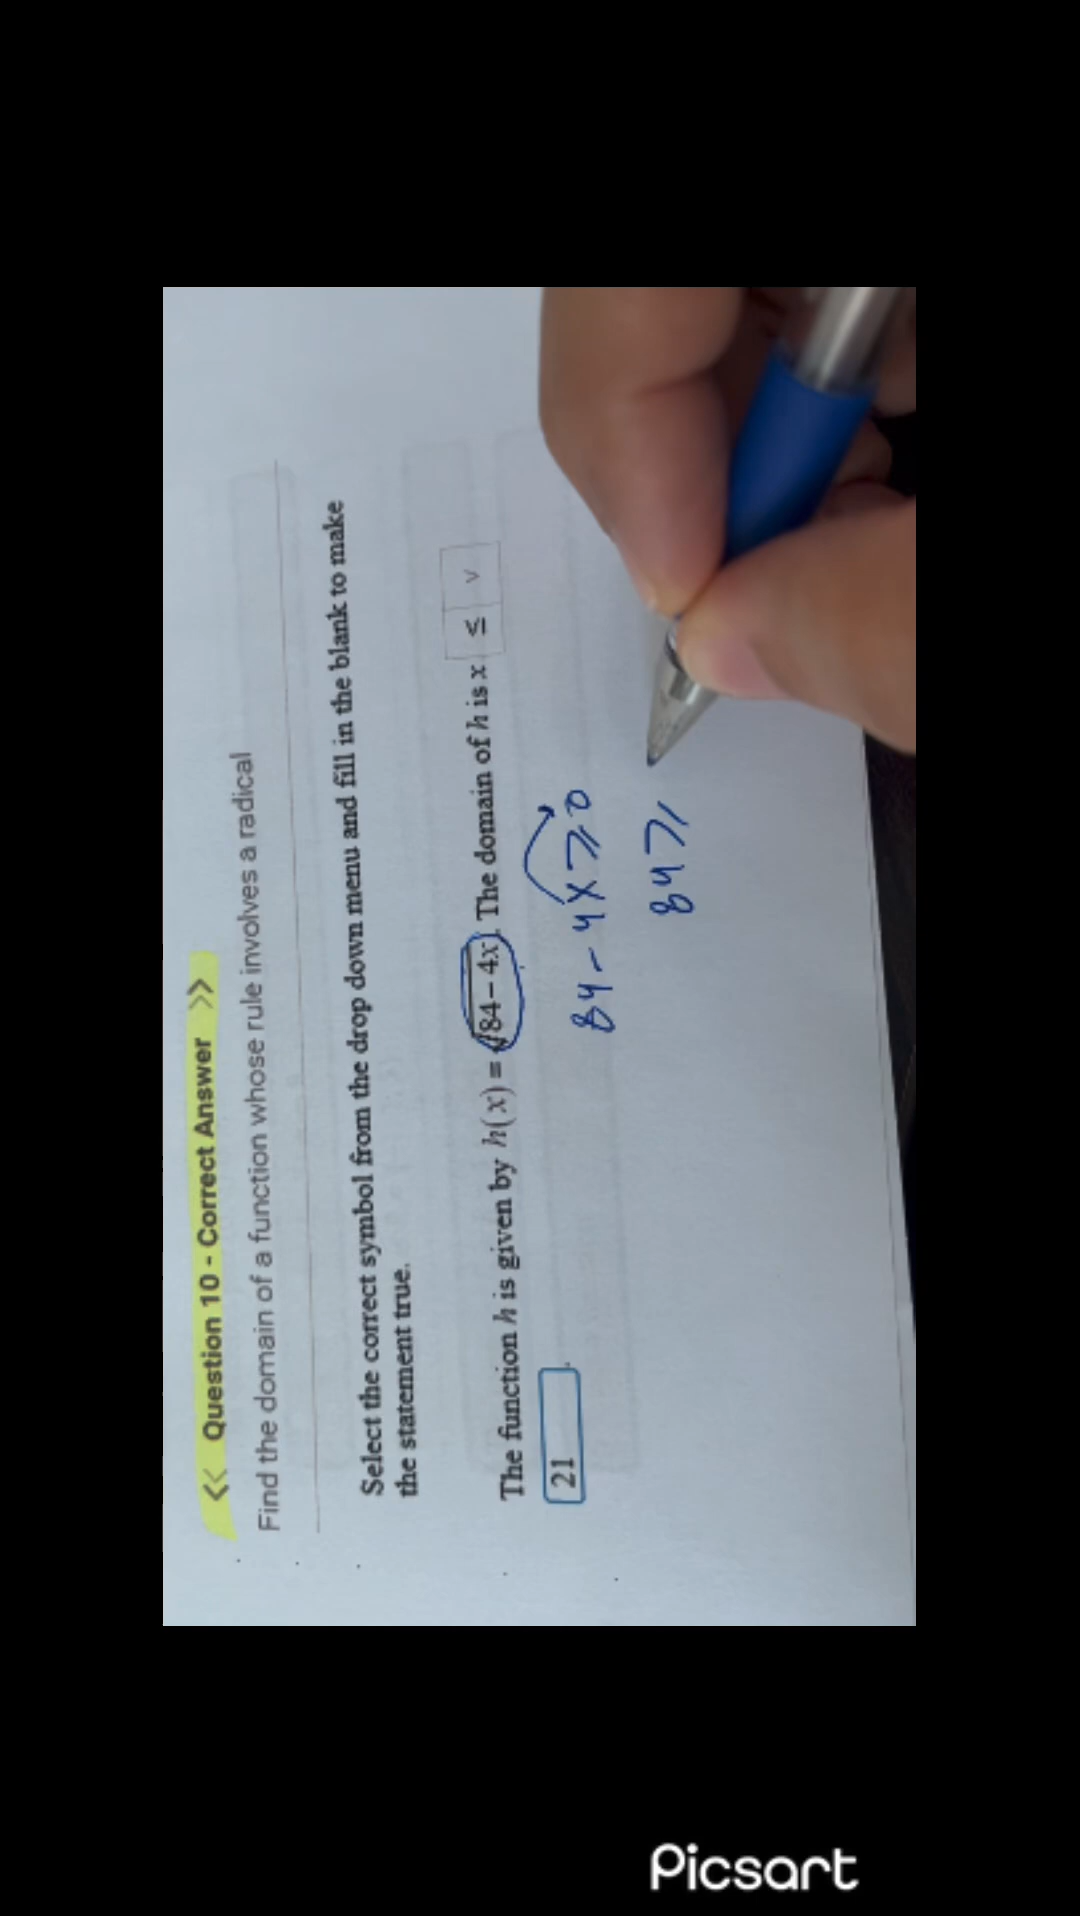 << Question 10 - Correct Answer >>
Find the domain of a function whose rule involves a radical
Select the correct symbol from the drop down menu and fill in the blank to make
the statement true.
The function h is given by h(x) = √84 – 4x. The domain of h is x ≤ v
21.
84 - 4x ≥ 0
84 ≥
Picsart